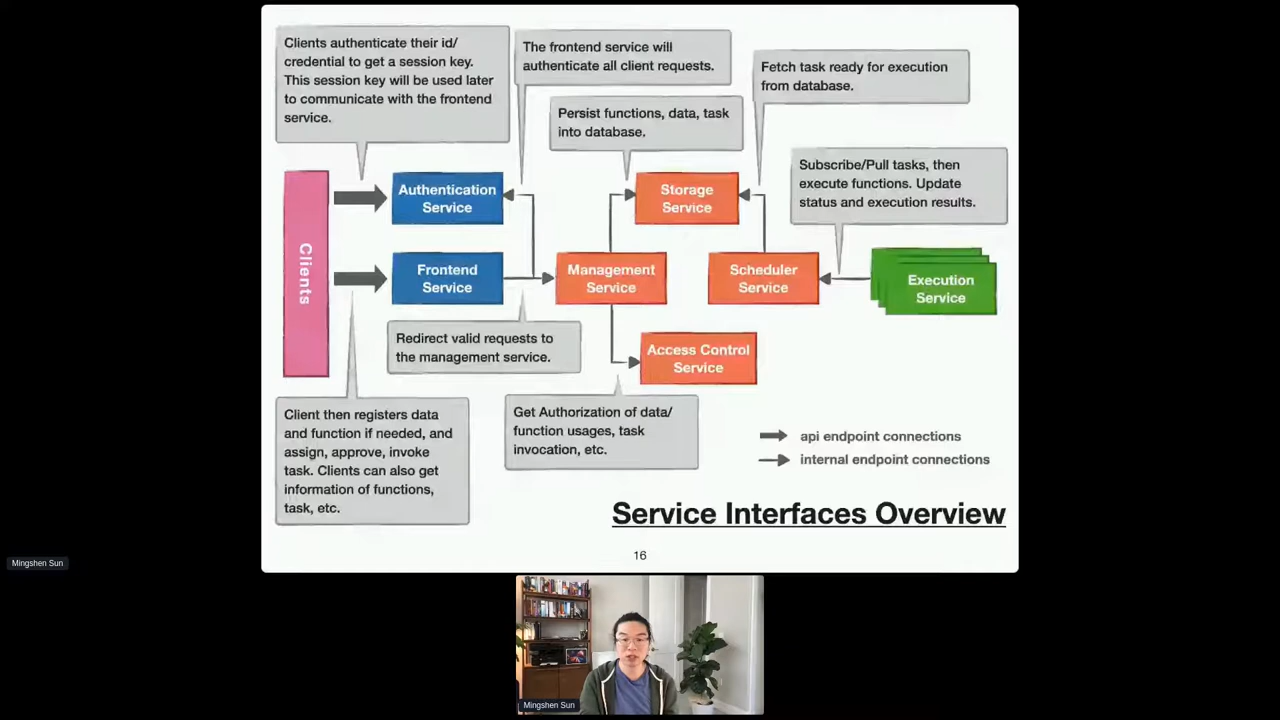 Clients authenticate their id/
credential to get a session key.
This session key will be used later
to communicate with the frontend
service.
The frontend service will
authenticate all client requests.
Persist functions, data, task
into database.
Fetch task ready for execution
from database.
Subscribe/Pull tasks, then
execute functions. Update
status and execution results.
Clients
Authentication
Service
Storage
Service
Frontend
Service
Management
Service
Scheduler
Service
Execution
Service
Redirect valid requests to
the management service.
Access Control
Service
Client then registers data
and function if needed, and
assign, approve, invoke
task. Clients can also get
information of functions,
task, etc.
Get Authorization of data/
function usages, task
invocation, etc.
api endpoint connections
internal endpoint connections
Service Interfaces Overview
16
Mingshen Sun
Mingshen Sun